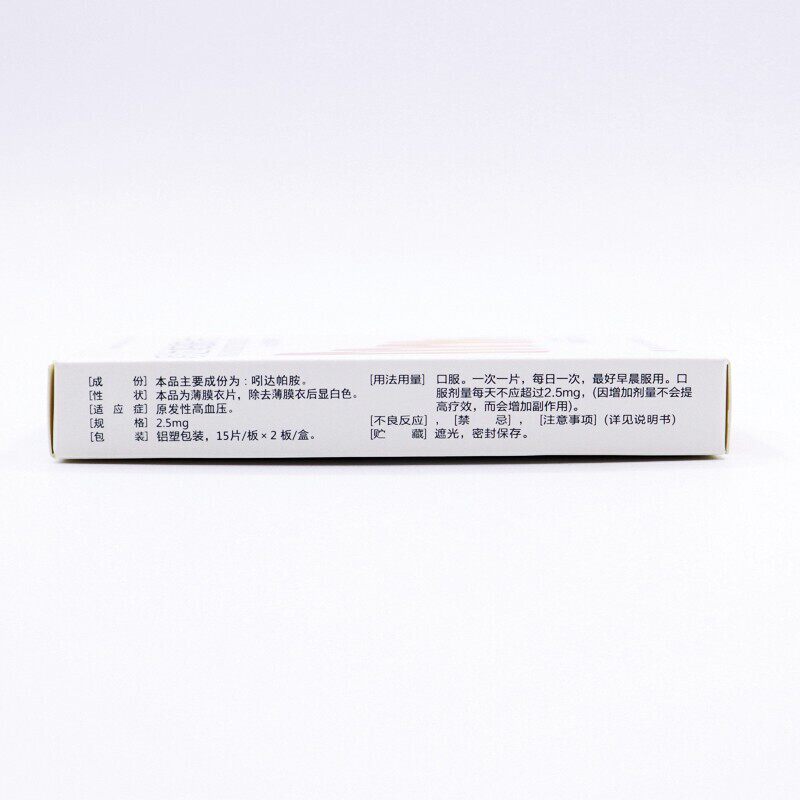 [成 份] 本品主要成份为：吲达帕胺。
[性 状] 本品为薄膜衣片，除去薄膜衣后显白色。
[适 应 症] 原发性高血压。
[规 格] 2.5mg
[包 装] 铝塑包装，15片/板×2板/盒。
[用法用量] 口服。一次一片，每日一次，最好早晨服用。口
服剂量每天不应超过2.5mg，(因增加剂量不会提
高疗效，而会增加副作用)。
[不良反应]，[禁 忌]，[注意事项] (详见说明书)
[贮 藏] 遮光，密封保存。